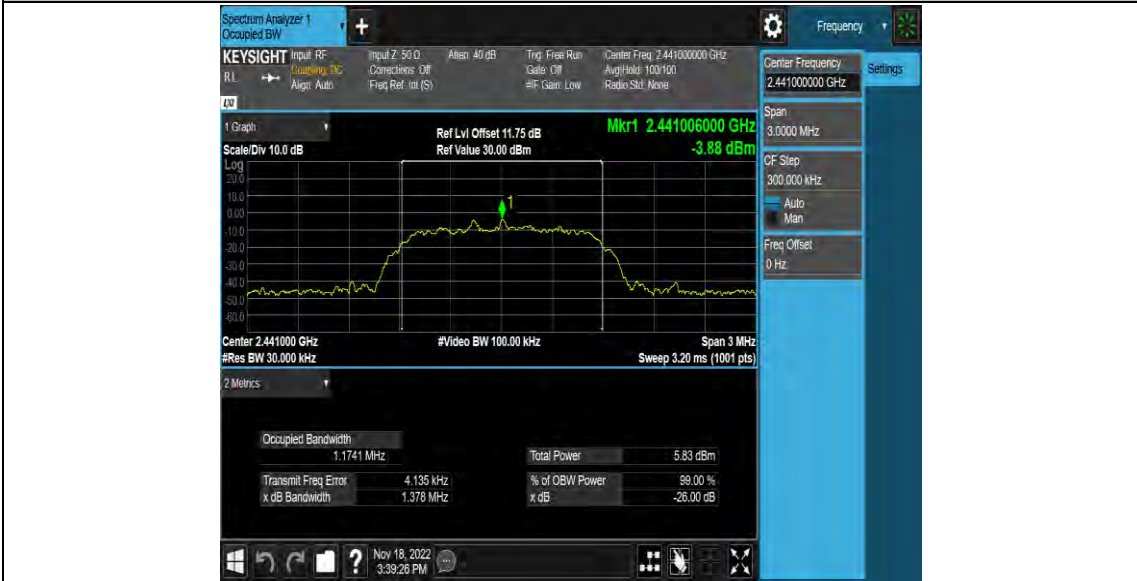 Spectrum Analyzer 1
Occupied BW
+
Frequency
KEYSIGHT
Input: RF
Coupling: DC
Align: Auto
Input Z: 50 Ω
Corrections: Off
Freq Ref: Int (S)
Atten: 40 dB
Trig: Free Run
Gate: Off
#IF Gain: Low
Center Freq: 2.441000000 GHz
Avg|Hold: 100/100
Radio Std: None
RL
LXI
Center Frequency
2.441000000 GHz
Settings
Span
3.0000 MHz
CF Step
300.000 kHz
Auto
Man
Freq Offset
0 Hz
1 Graph
Scale/Div 10.0 dB
Ref Lvl Offset 11.75 dB
Ref Value 30.00 dBm
Mkr1 2.441006000 GHz
-3.88 dBm
Log
20.0
10.0
0.00
-10.0
-20.0
-30.0
-40.0
-50.0
-60.0
1
Center 2.441000 GHz
#Res BW 30.000 kHz
#Video BW 100.00 kHz
Span 3 MHz
Sweep 3.20 ms (1001 pts)
2 Metrics
Occupied Bandwidth
1.1741 MHz
Total Power 5.83 dBm
Transmit Freq Error 4.135 kHz
% of OBW Power 99.00 %
x dB Bandwidth 1.378 MHz
x dB -26.00 dB
?
Nov 18, 2022
3:39:26 PM